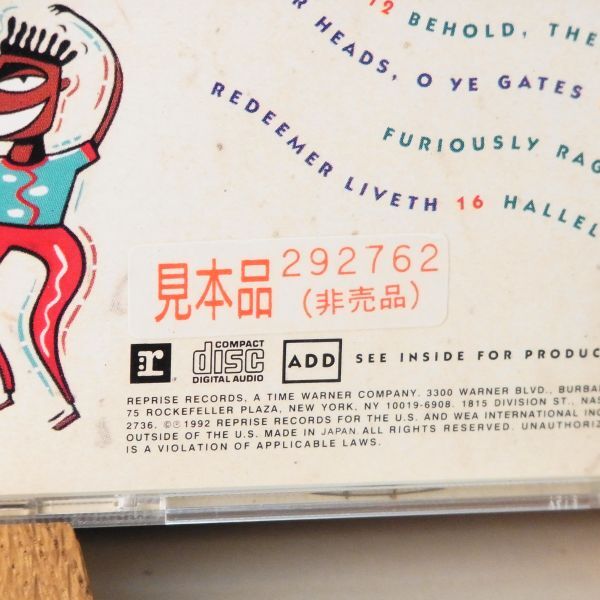 12 BEHOLD, THE
R HEADS, O YE GATES
FURIOUSLY RAG
REDEEMER LIVETH 16 HALLEL
見本品 292762
(非売品)
r COMPACT disc DIGITAL AUDIO ADD SEE INSIDE FOR PRODUC
REPRISE RECORDS, A TIME WARNER COMPANY. 3300 WARNER BLVD., BURBAN
75 ROCKEFELLER PLAZA, NEW YORK, NY 10019-6908. 1815 DIVISION ST., NAS
2736. ©℗ 1992 REPRISE RECORDS FOR THE U.S. AND WEA INTERNATIONAL INC
OUTSIDE OF THE U.S. MADE IN JAPAN. ALL RIGHTS RESERVED. UNAUTHORIZ
IS A VIOLATION OF APPLICABLE LAWS.